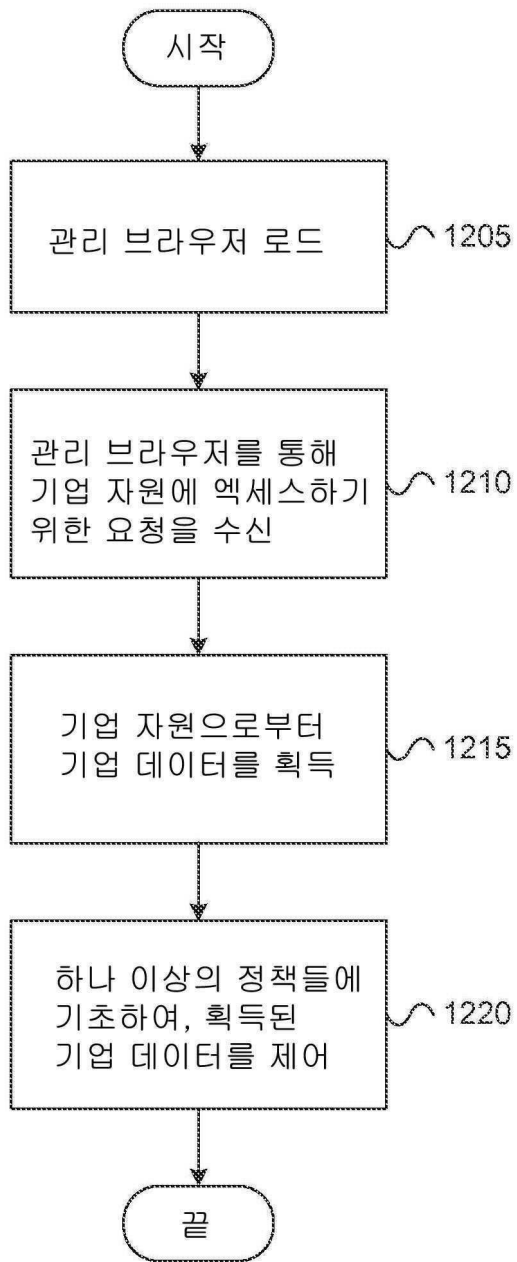 시작
관리 브라우저 로드
1205
관리 브라우저를 통해
기업 자원에 엑세스하기
위한 요청을 수신
1210
기업 자원으로부터
기업 데이터를 획득
1215
하나 이상의 정책들에
기초하여, 획득된
기업 데이터를 제어
1220
끝